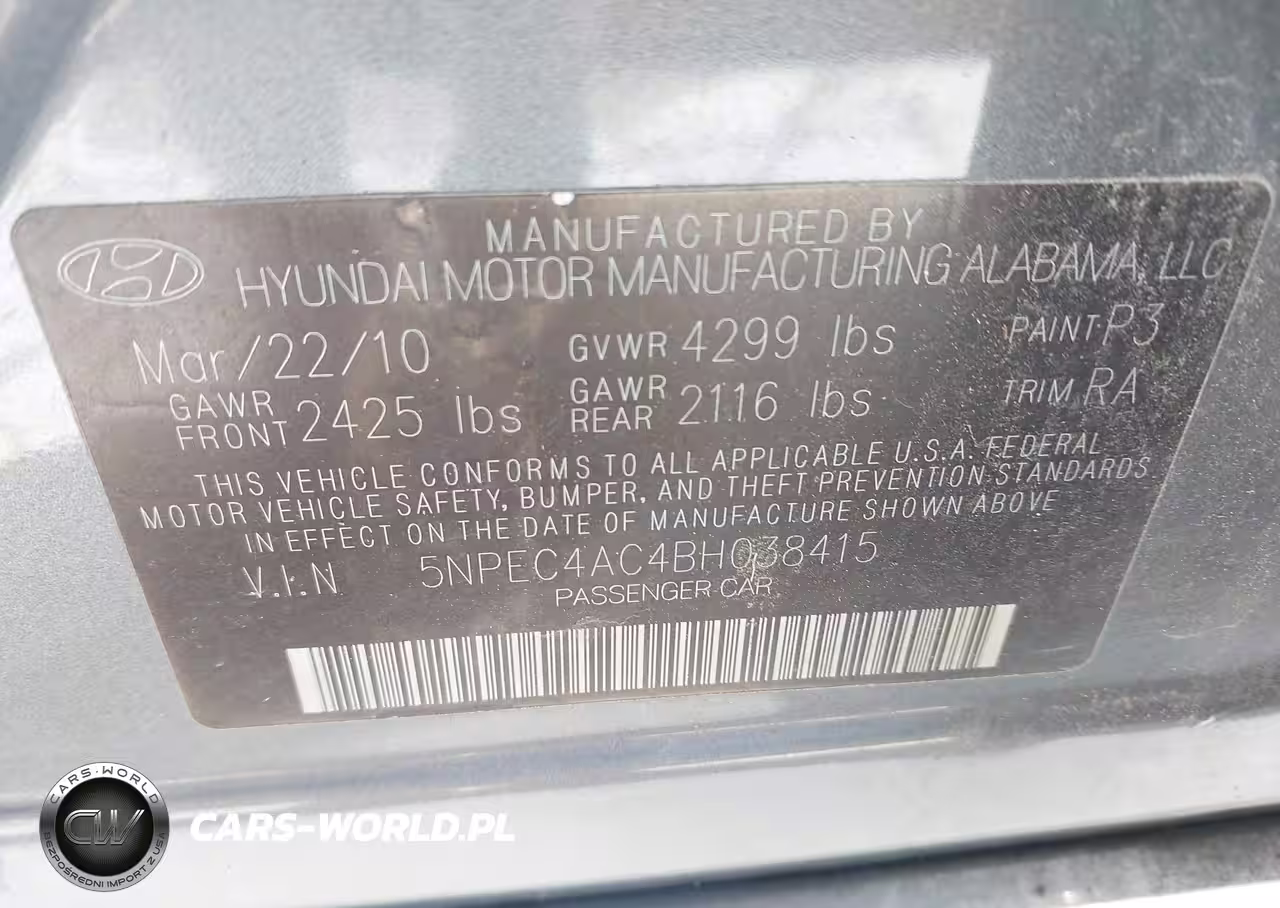 MANUFACTURED BY
HYUNDAI MOTOR MANUFACTURING ALABAMA, LLC
Mar/22/10 GVWR 4299 lbs PAINT: P3
GAWR FRONT 2425 lbs GAWR REAR 2116 lbs TRIM: RA
THIS VEHICLE CONFORMS TO ALL APPLICABLE U.S.A. FEDERAL
MOTOR VEHICLE SAFETY, BUMPER, AND THEFT PREVENTION STANDARDS
IN EFFECT ON THE DATE OF MANUFACTURE SHOWN ABOVE
V.I.N 5NPEC4AC4BH038415
PASSENGER CAR
CARS-WORLD
CW
BEZPOŚREDNI IMPORT Z USA
CARS-WORLD.PL